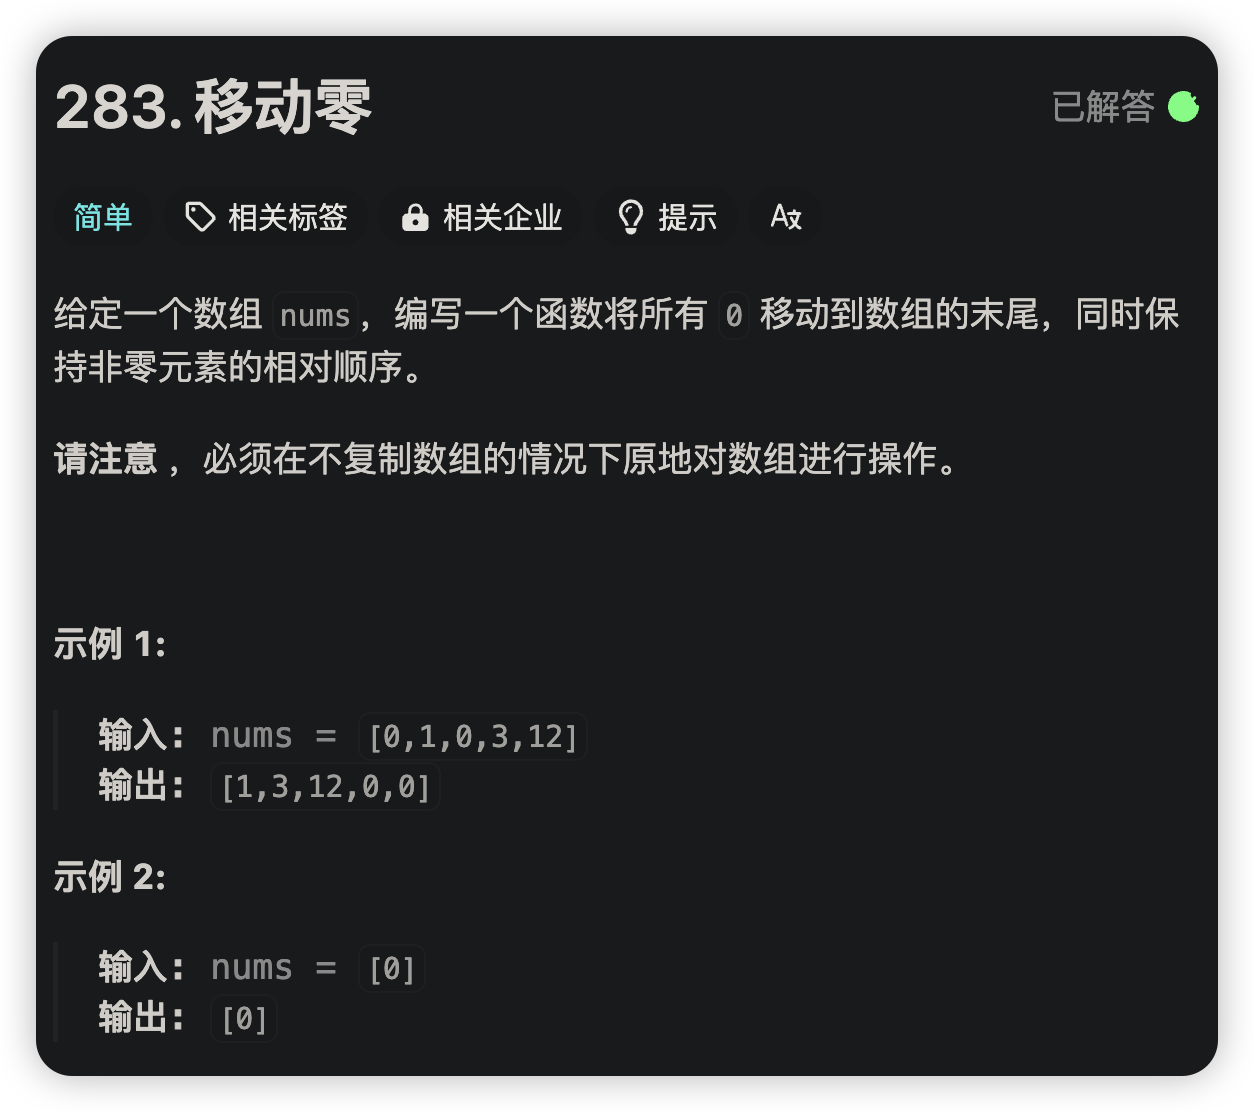 283. 移动零
已解答
简单
相关标签
相关企业
提示
给定一个数组 nums，编写一个函数将所有 0 移动到数组的末尾，同时保
持非零元素的相对顺序。
请注意 ，必须在不复制数组的情况下原地对数组进行操作。
示例 1:
输入: nums = [0,1,0,3,12]
输出: [1,3,12,0,0]
示例 2:
输入: nums = [0]
输出: [0]